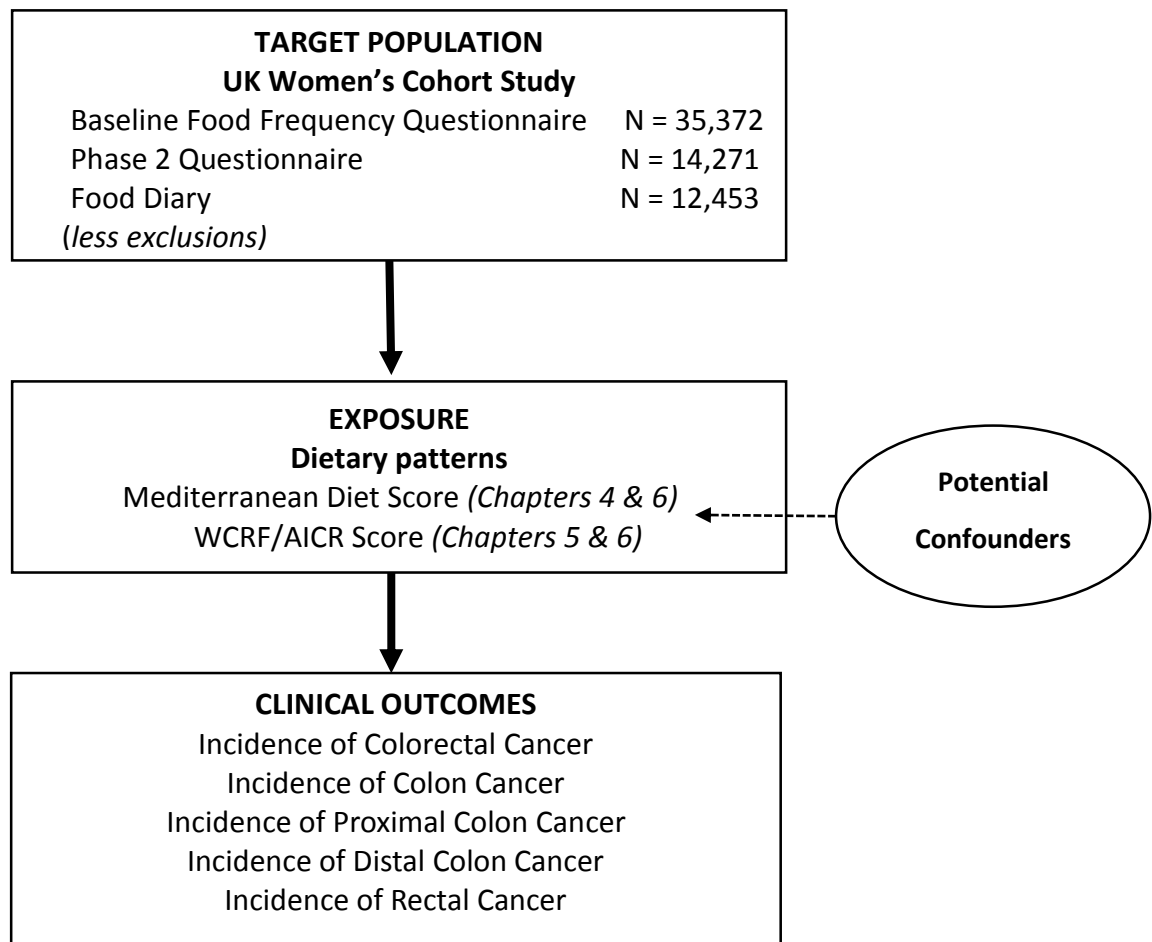 TARGET POPULATION
UK Women’s Cohort Study
Baseline Food Frequency Questionnaire N = 35,372
Phase 2 Questionnaire N = 14,271
Food Diary N = 12,453
(less exclusions)
EXPOSURE
Dietary patterns
Mediterranean Diet Score (Chapters 4 & 6)
WCRF/AICR Score (Chapters 5 & 6)
Potential
Confounders
CLINICAL OUTCOMES
Incidence of Colorectal Cancer
Incidence of Colon Cancer
Incidence of Proximal Colon Cancer
Incidence of Distal Colon Cancer
Incidence of Rectal Cancer